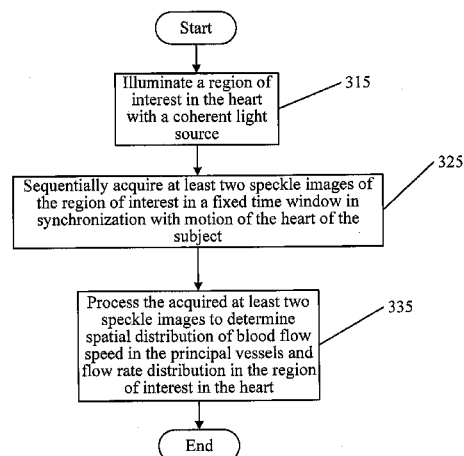 Start
Illuminate a region of
interest in the heart
with a coherent light
source
315
Sequentially acquire at least two speckle images of
the region of interest in a fixed time window in
synchronization with motion of the heart of the
subject
325
Process the acquired at least two
speckle images to determine
spatial distribution of blood flow
speed in the principal vessels and
flow rate distribution in the region
of interest in the heart
335
End